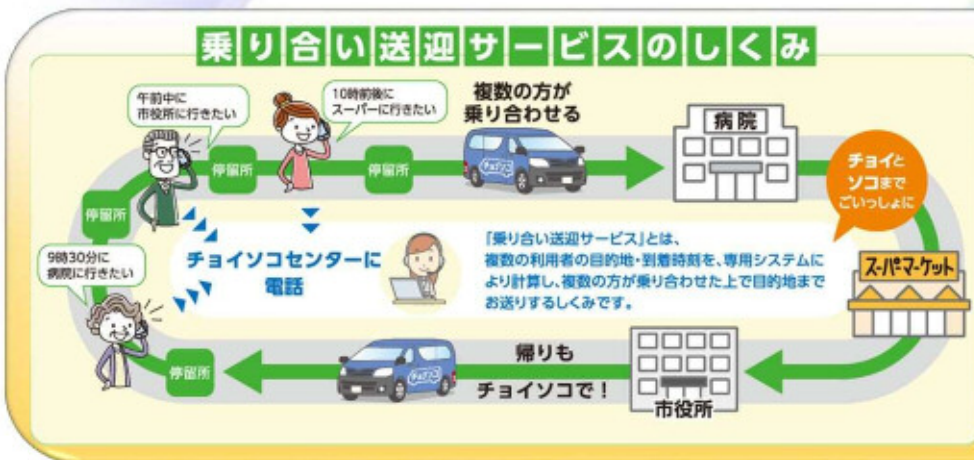 乗り合い送迎サービスのしくみ
午前中に
市役所に行きたい
10時前後に
スーパーに行きたい
複数の方が
乗り合わせる
病院
チョイと
ソコまで
ごいっしょに
停留所
停留所
停留所
チョイソコ
9時30分に
病院に行きたい
チョイソコセンターに
電話
「乗り合い送迎サービス」とは、
複数の利用者の目的地・到着時刻を、専用システムに
より計算し、複数の方が乗り合わせた上で目的地まで
お送りするしくみです。
スーパーマーケット
停留所
チョイソコ
帰りも
チョイソコで！
市役所